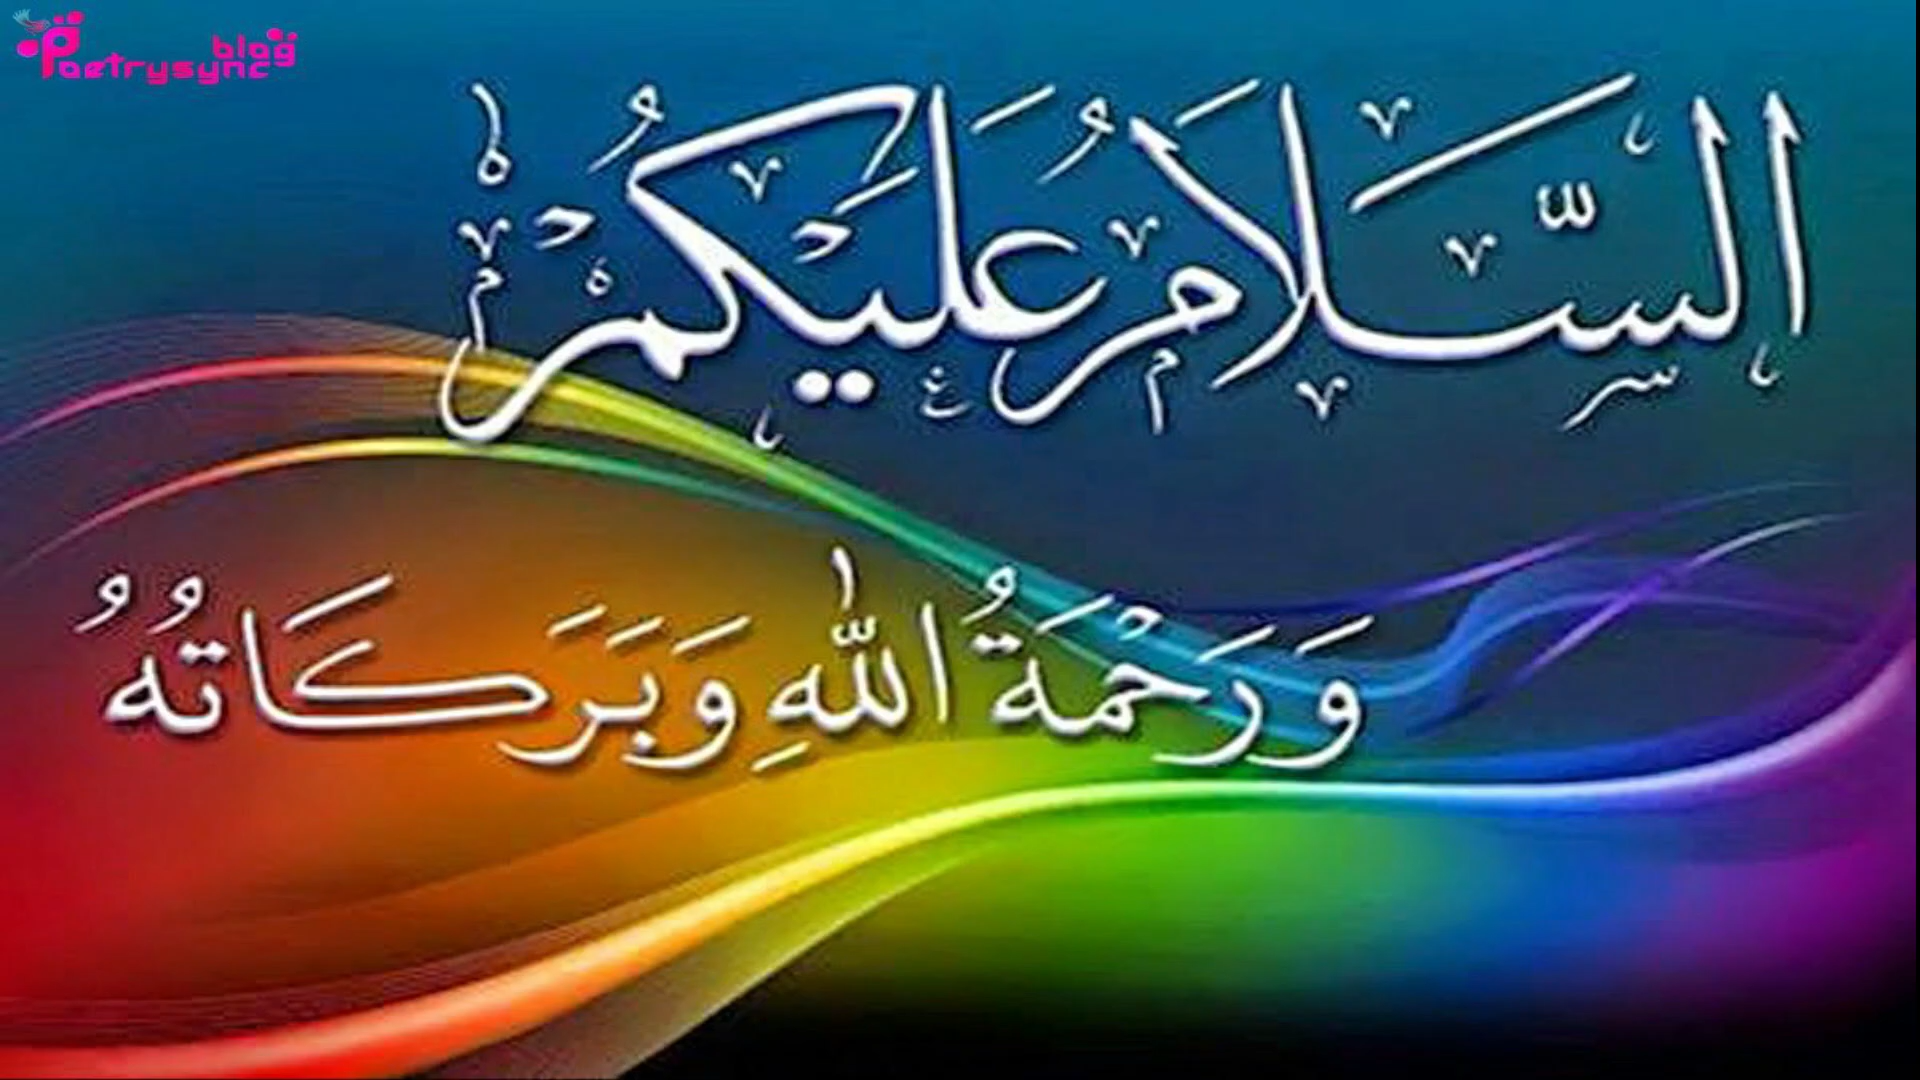 Poetrysync blog
السَّلَامُ عَلَيْكُمْ
وَرَحْمَةُ اللهِ وَبَرَكَاتُهُ